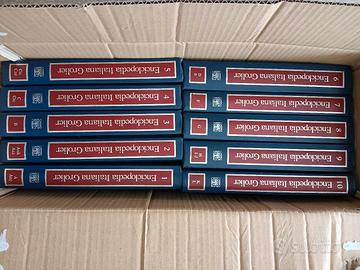 Enciclopedia Italiana Grolier 5
Enciclopedia Italiana Grolier 4
Enciclopedia Italiana Grolier 3
Enciclopedia Italiana Grolier 2
Enciclopedia Italiana Grolier 1
Enciclopedia Italiana Grolier 6
Enciclopedia Italiana Grolier 7
Enciclopedia Italiana Grolier 8
Enciclopedia Italiana Grolier 9
Enciclopedia Italiana Grolier 10
subito